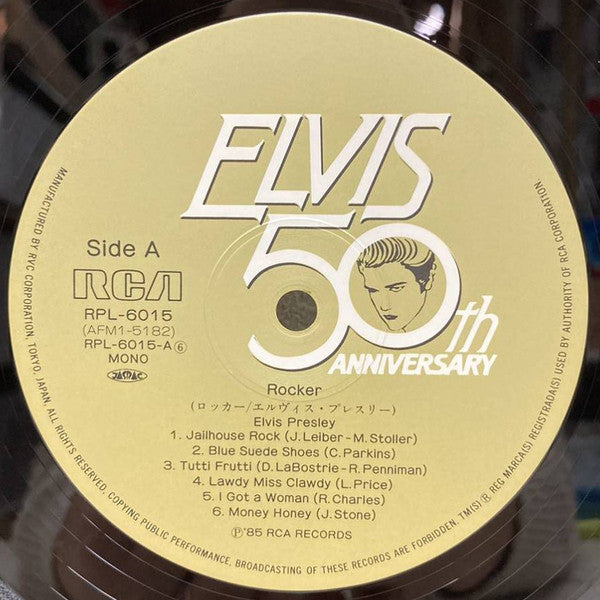 ELVIS
50th
ANNIVERSARY
Side A
RCA
RPL-6015
(AFM1-5182)
RPL-6015-A⑥
MONO
JASRAC
Rocker
(ロッカー/エルヴィス・プレスリー)
Elvis Presley
1. Jailhouse Rock (J. Leiber - M. Stoller)
2. Blue Suede Shoes (C. Parkins)
3. Tutti Frutti (D. LaBostrie - R. Penniman)
4. Lawdy Miss Clawdy (L. Price)
5. I Got a Woman (R. Charles)
6. Money Honey (J. Stone)
Ⓟ'85 RCA RECORDS
MANUFACTURED BY RVC CORPORATION, TOKYO, JAPAN. ALL RIGHTS RESERVED. COPYING PUBLIC PERFORMANCE, BROADCASTING OF THESE RECORDS ARE FORBIDDEN. TM(S)® REG MARCA(S) REGISTRADA(S) USED BY AUTHORITY OF RCA CORPORATION.